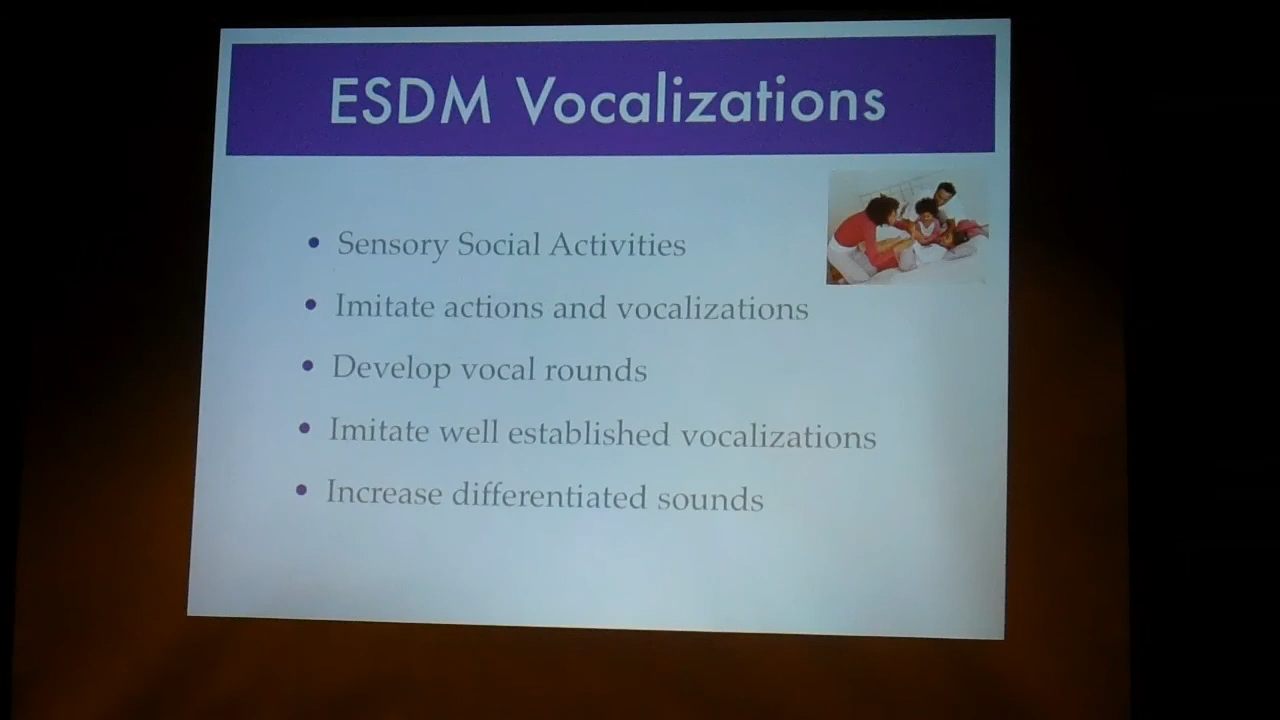 ESDM Vocalizations
• Sensory Social Activities
• Imitate actions and vocalizations
• Develop vocal rounds
• Imitate well established vocalizations
• Increase differentiated sounds